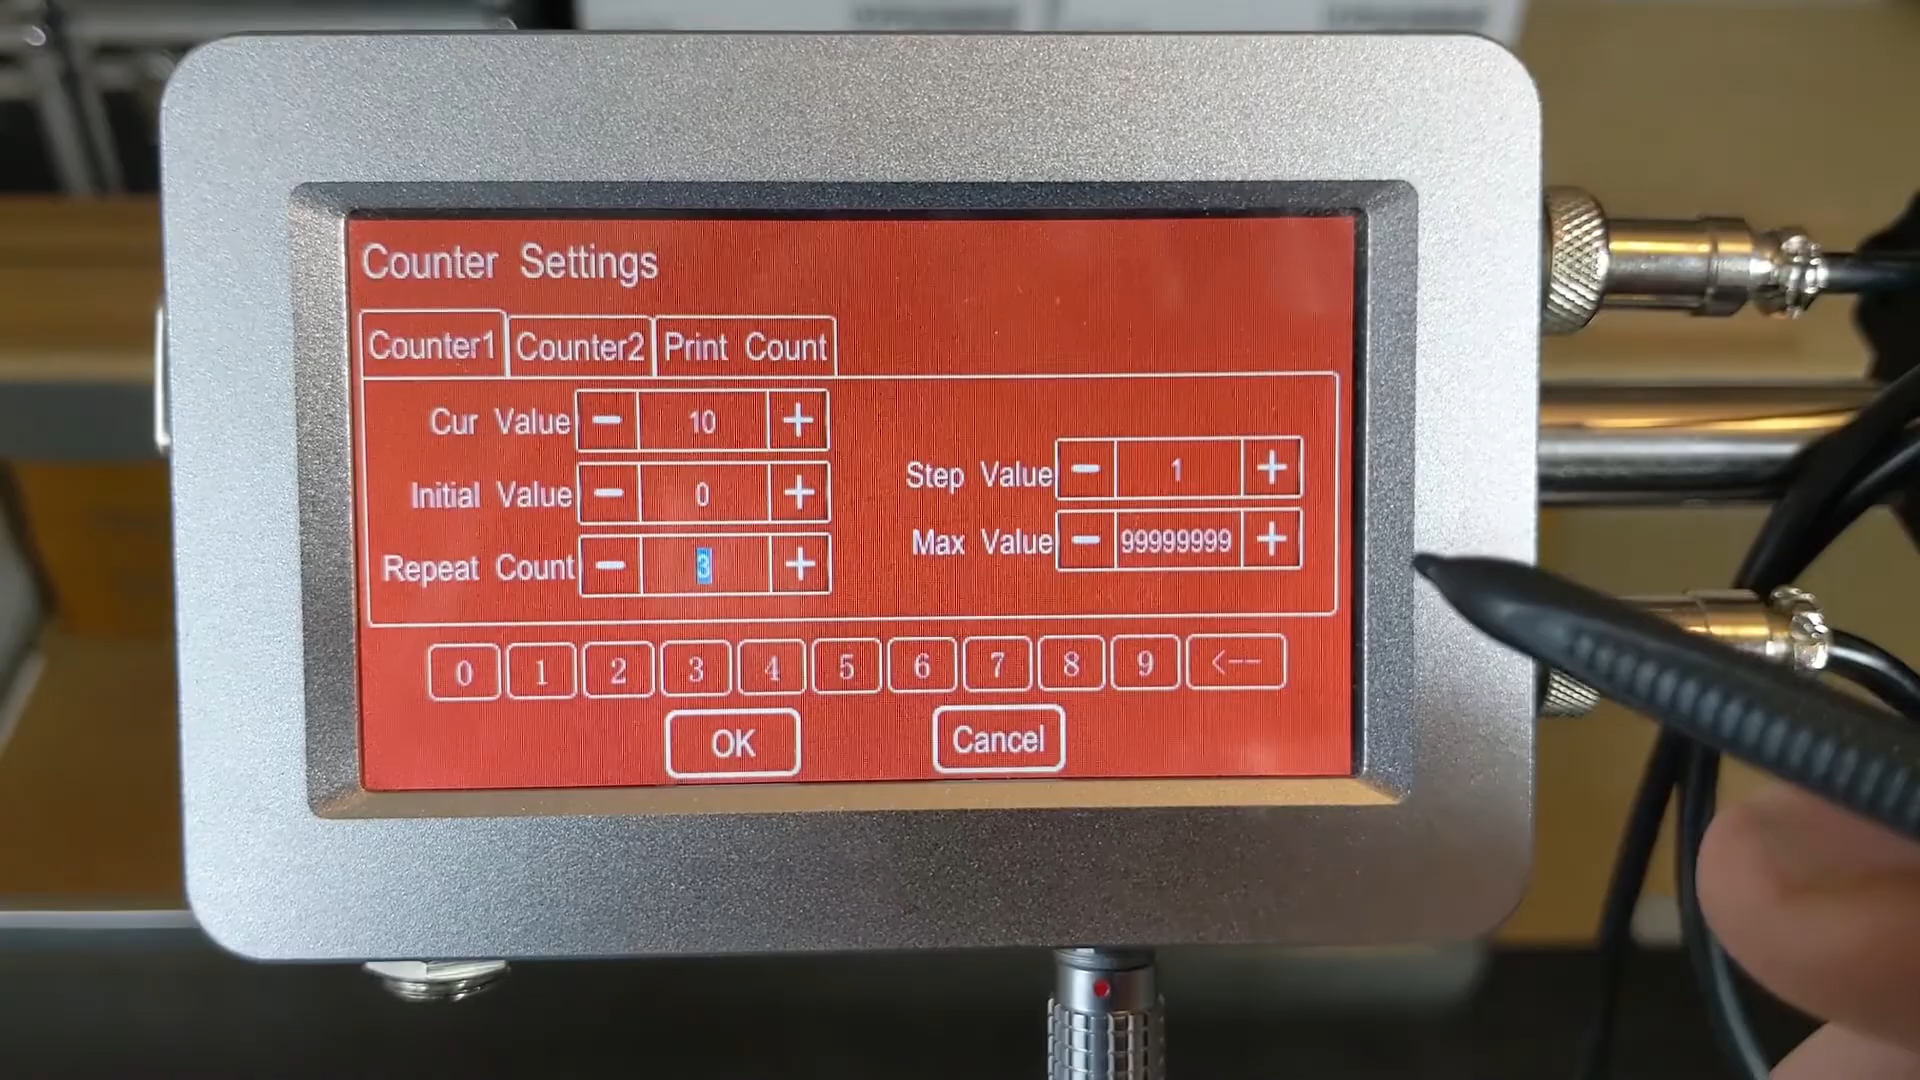 Counter Settings
Counter1 Counter2 Print Count
Cur Value − 10 +
Initial Value − 0 +
Repeat Count − 3 +
Step Value − 1 +
Max Value − 99999999 +
0 1 2 3 4 5 6 7 8 9 <--
OK Cancel